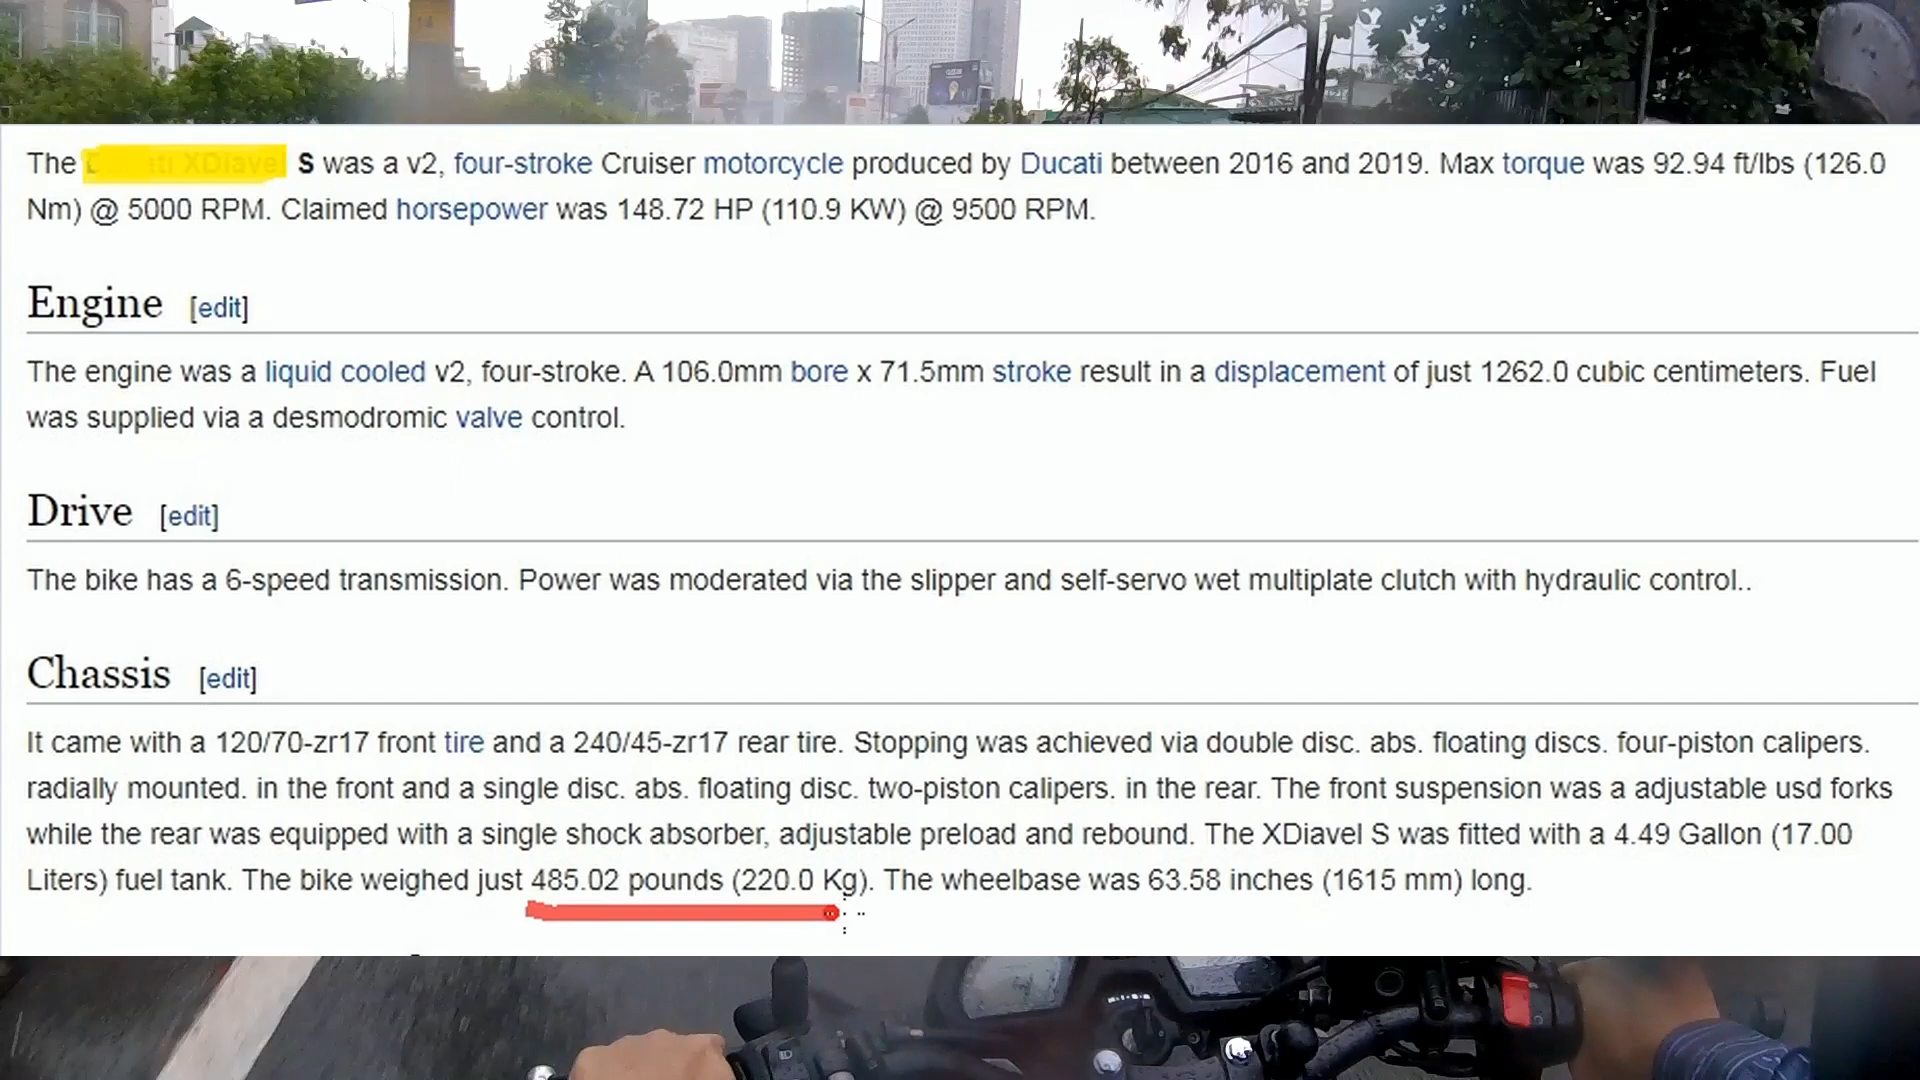 The XDiavel S was a v2, four-stroke Cruiser motorcycle produced by Ducati between 2016 and 2019. Max torque was 92.94 ft/lbs (126.0
Nm) @ 5000 RPM. Claimed horsepower was 148.72 HP (110.9 KW) @ 9500 RPM.
Engine [edit]
The engine was a liquid cooled v2, four-stroke. A 106.0mm bore x 71.5mm stroke result in a displacement of just 1262.0 cubic centimeters. Fuel
was supplied via a desmodromic valve control.
Drive [edit]
The bike has a 6-speed transmission. Power was moderated via the slipper and self-servo wet multiplate clutch with hydraulic control..
Chassis [edit]
It came with a 120/70-zr17 front tire and a 240/45-zr17 rear tire. Stopping was achieved via double disc. abs. floating discs. four-piston calipers.
radially mounted. in the front and a single disc. abs. floating disc. two-piston calipers. in the rear. The front suspension was a adjustable usd forks
while the rear was equipped with a single shock absorber, adjustable preload and rebound. The XDiavel S was fitted with a 4.49 Gallon (17.00
Liters) fuel tank. The bike weighed just 485.02 pounds (220.0 Kg). The wheelbase was 63.58 inches (1615 mm) long.